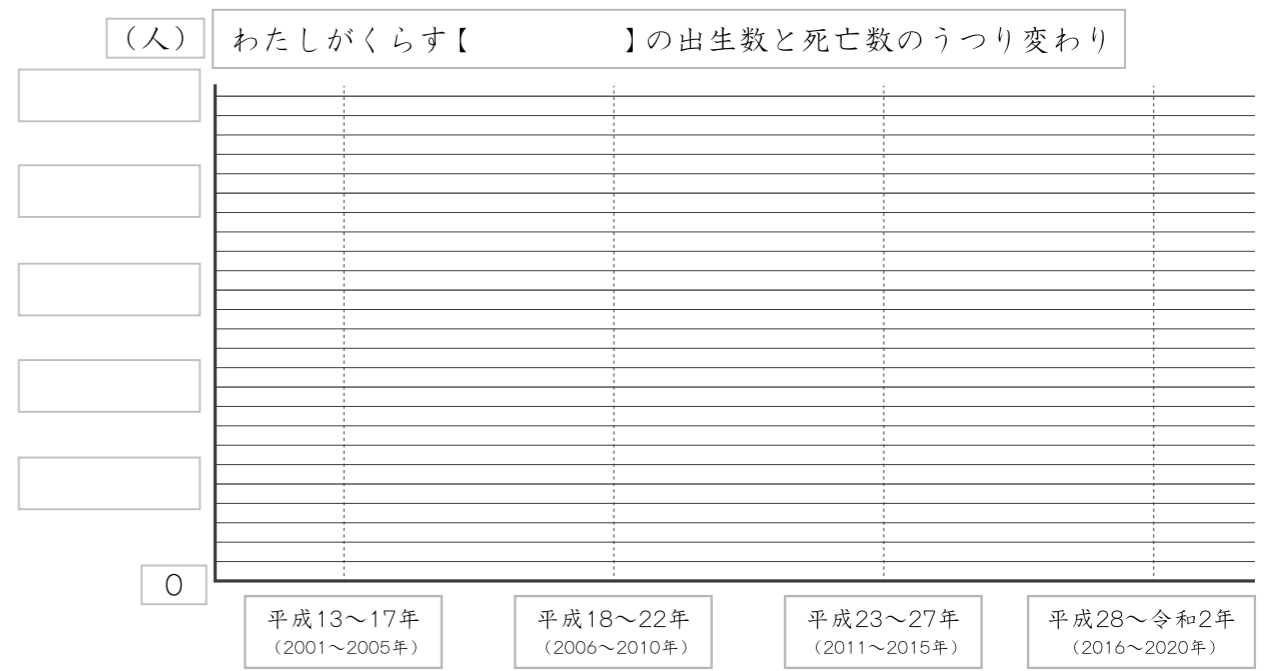 （人）
わたしがくらす【　　　　　】の出生数と死亡数のうつり変わり
0
平成13～17年
（2001～2005年）
平成18～22年
（2006～2010年）
平成23～27年
（2011～2015年）
平成28～令和2年
（2016～2020年）